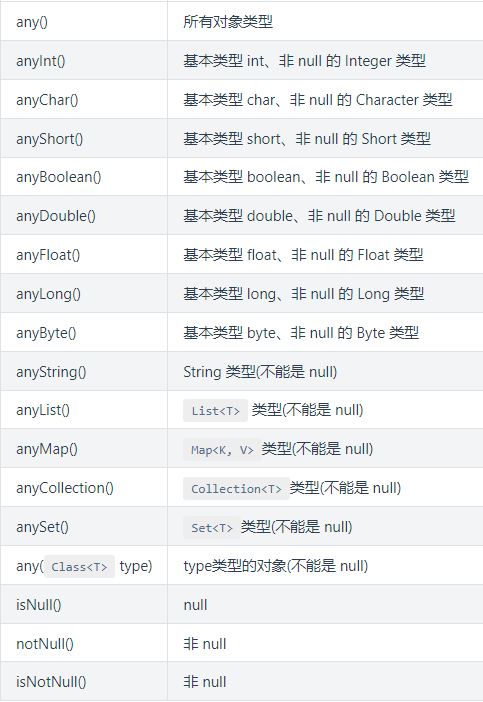 any() 所有对象类型
anyInt() 基本类型 int、非 null 的 Integer 类型
anyChar() 基本类型 char、非 null 的 Character 类型
anyShort() 基本类型 short、非 null 的 Short 类型
anyBoolean() 基本类型 boolean、非 null 的 Boolean 类型
anyDouble() 基本类型 double、非 null 的 Double 类型
anyFloat() 基本类型 float、非 null 的 Float 类型
anyLong() 基本类型 long、非 null 的 Long 类型
anyByte() 基本类型 byte、非 null 的 Byte 类型
anyString() String 类型(不能是 null)
anyList() List<T> 类型(不能是 null)
anyMap() Map<K, V> 类型(不能是 null)
anyCollection() Collection<T> 类型(不能是 null)
anySet() Set<T> 类型(不能是 null)
any( Class<T> type) type类型的对象(不能是 null)
isNull() null
notNull() 非 null
isNotNull() 非 null